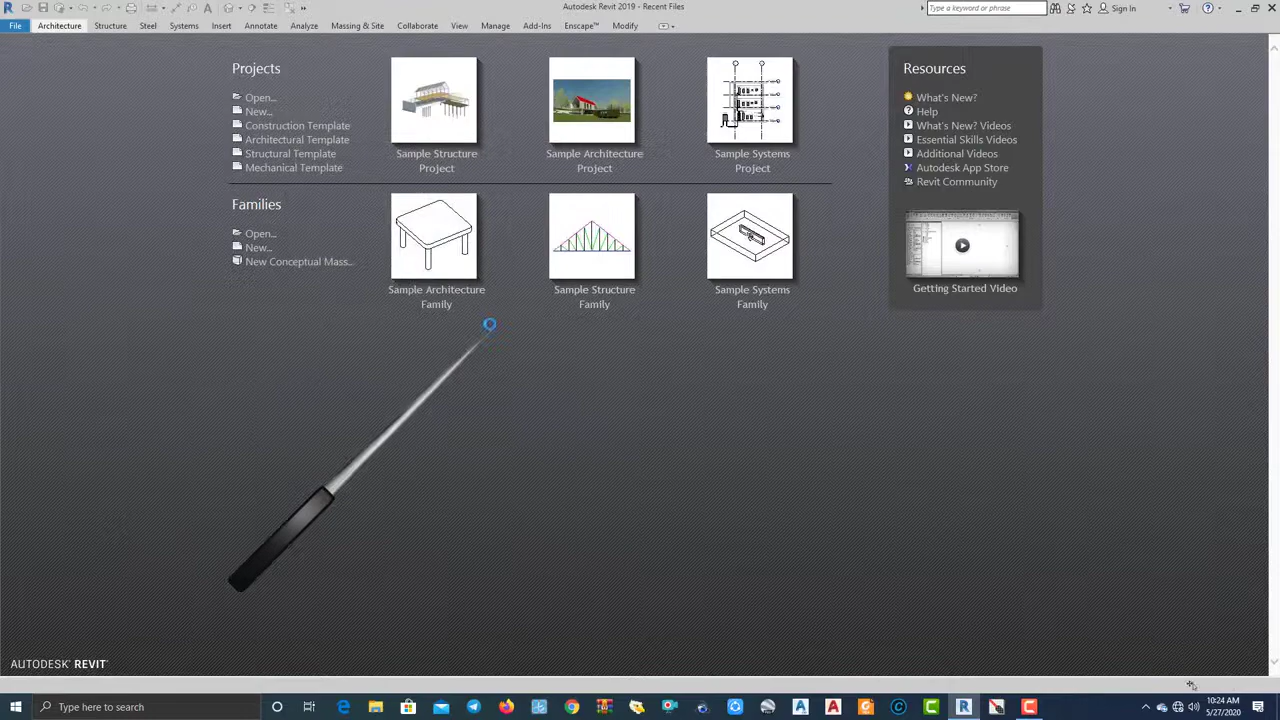 Autodesk Revit 2019 - Recent Files
Type a keyword or phrase
Sign In
File Architecture Structure Steel Systems Insert Annotate Analyze Massing & Site Collaborate View Manage Add-Ins Enscape™ Modify
Projects
Open...
New...
Construction Template
Architectural Template
Structural Template
Mechanical Template
Sample Structure
Project
Sample Architecture
Project
Sample Systems
Project
Families
Open...
New...
New Conceptual Mass...
Sample Architecture
Family
Sample Structure
Family
Sample Systems
Family
Resources
What's New?
Help
What's New? Videos
Essential Skills Videos
Additional Videos
Autodesk App Store
Revit Community
Getting Started Video
AUTODESK® REVIT®
Type here to search
10:24 AM
5/27/2020